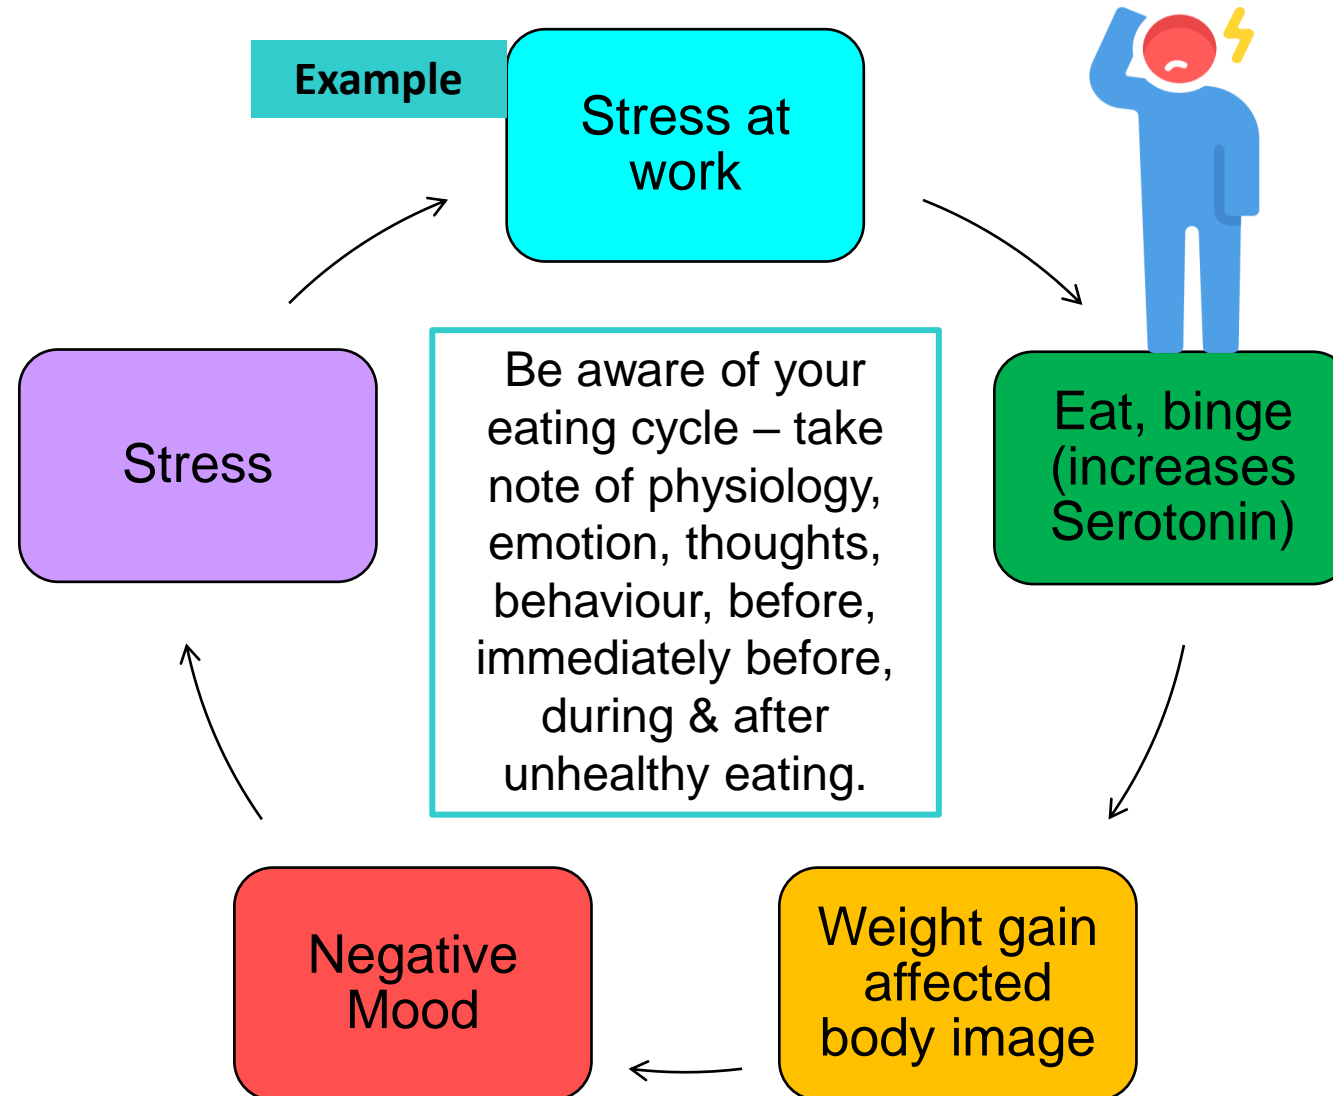 Example
Stress at
work
Eat, binge
(increases
Serotonin)
Weight gain
affected
body image
Negative
Mood
Stress
Be aware of your
eating cycle – take
note of physiology,
emotion, thoughts,
behaviour, before,
immediately before,
during & after
unhealthy eating.